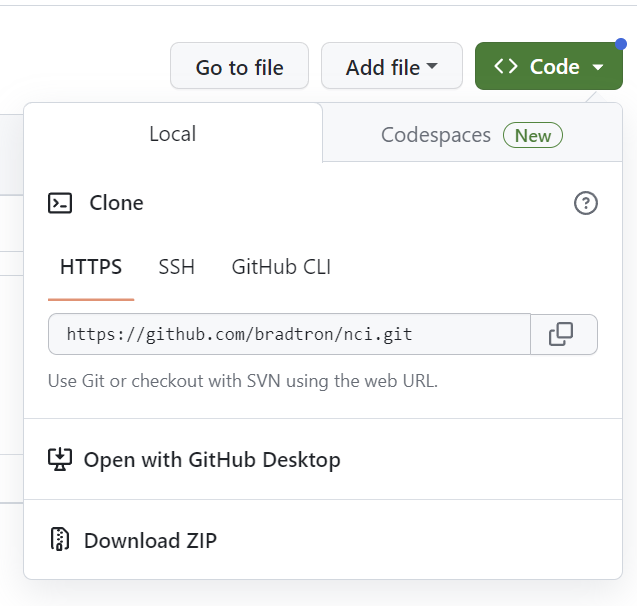 Go to file Add file <> Code
Local Codespaces New
Clone
HTTPS SSH GitHub CLI
https://github.com/bradtron/nci.git
Use Git or checkout with SVN using the web URL.
Open with GitHub Desktop
Download ZIP